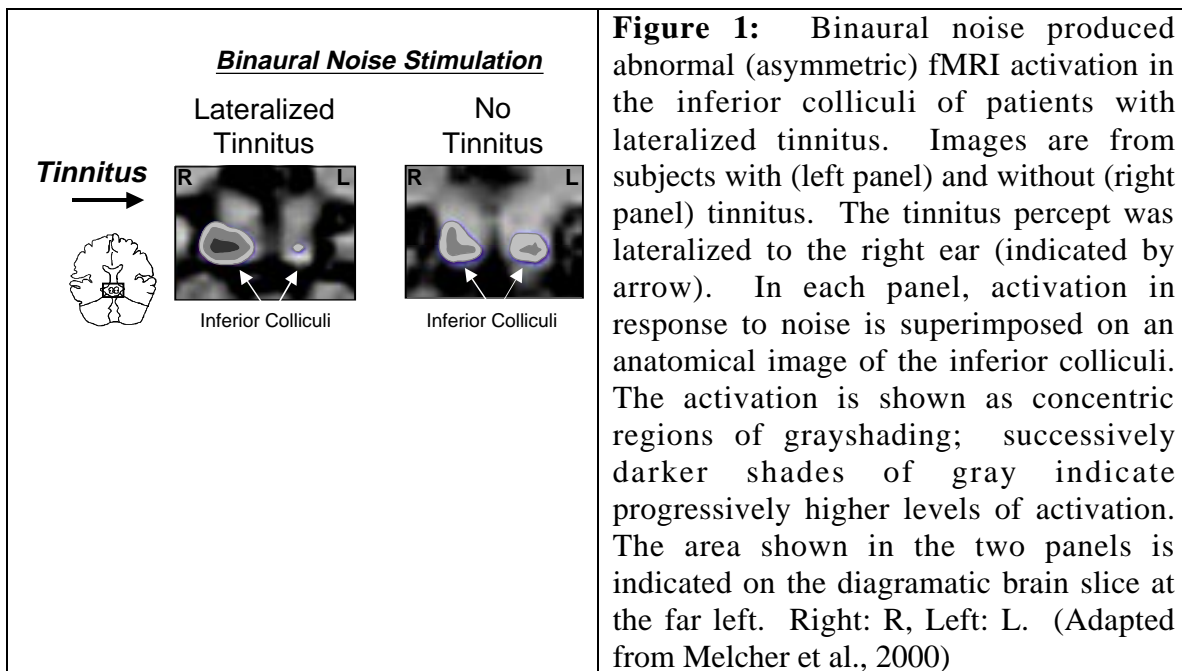 Binaural Noise Stimulation
Lateralized
Tinnitus
No
Tinnitus
Tinnitus
R
L
R
L
Inferior Colliculi
Inferior Colliculi
Figure 1: Binaural noise produced
abnormal (asymmetric) fMRI activation in
the inferior colliculi of patients with
lateralized tinnitus. Images are from
subjects with (left panel) and without (right
panel) tinnitus. The tinnitus percept was
lateralized to the right ear (indicated by
arrow). In each panel, activation in
response to noise is superimposed on an
anatomical image of the inferior colliculi.
The activation is shown as concentric
regions of grayshading; successively
darker shades of gray indicate
progressively higher levels of activation.
The area shown in the two panels is
indicated on the diagramatic brain slice at
the far left. Right: R, Left: L. (Adapted
from Melcher et al., 2000)